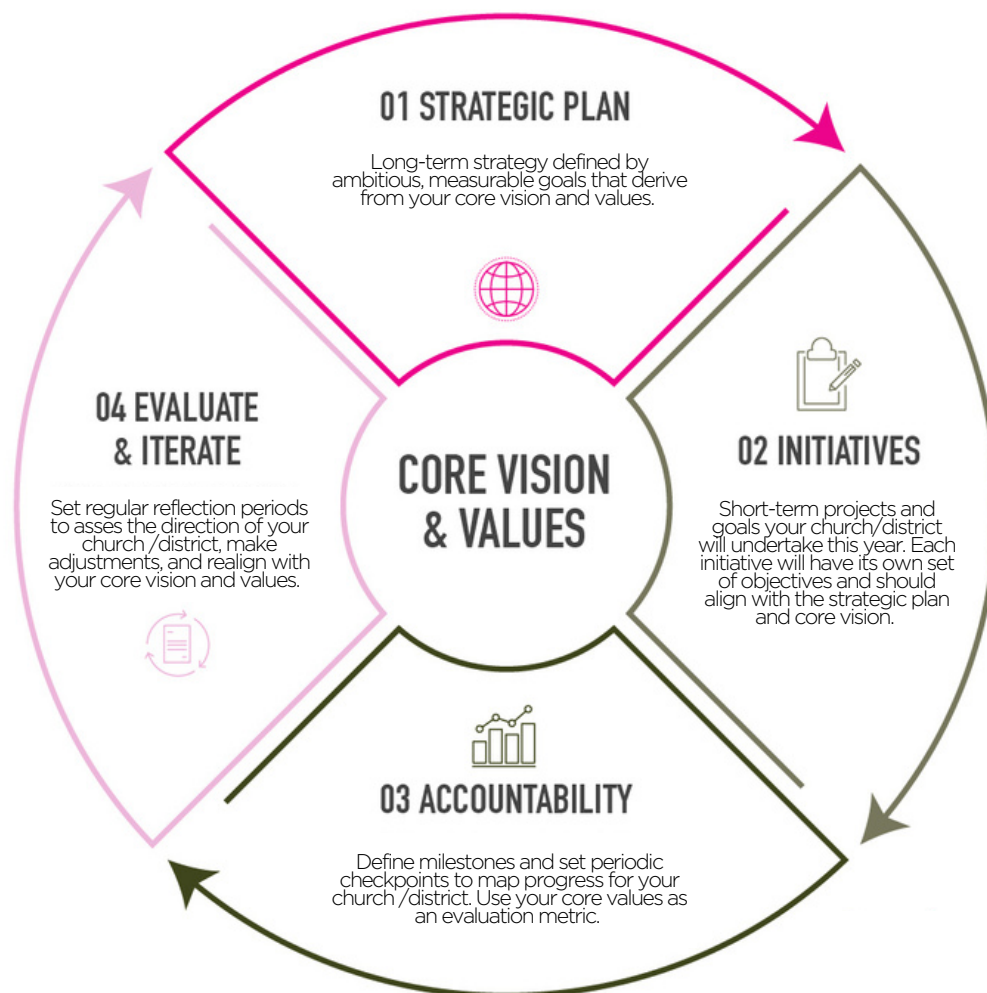 01 STRATEGIC PLAN
Long-term strategy defined by
ambitious, measurable goals that derive
from your core vision and values.
02 INITIATIVES
Short-term projects and
goals your church/district
will undertake this year. Each
initiative will have its own set
of objectives and should
align with the strategic plan
and core vision.
03 ACCOUNTABILITY
Define milestones and set periodic
checkpoints to map progress for your
church /district. Use your core values as
an evaluation metric.
04 EVALUATE
& ITERATE
Set regular reflection periods
to asses the direction of your
church /district, make
adjustments, and realign with
your core vision and values.
CORE VISION
& VALUES